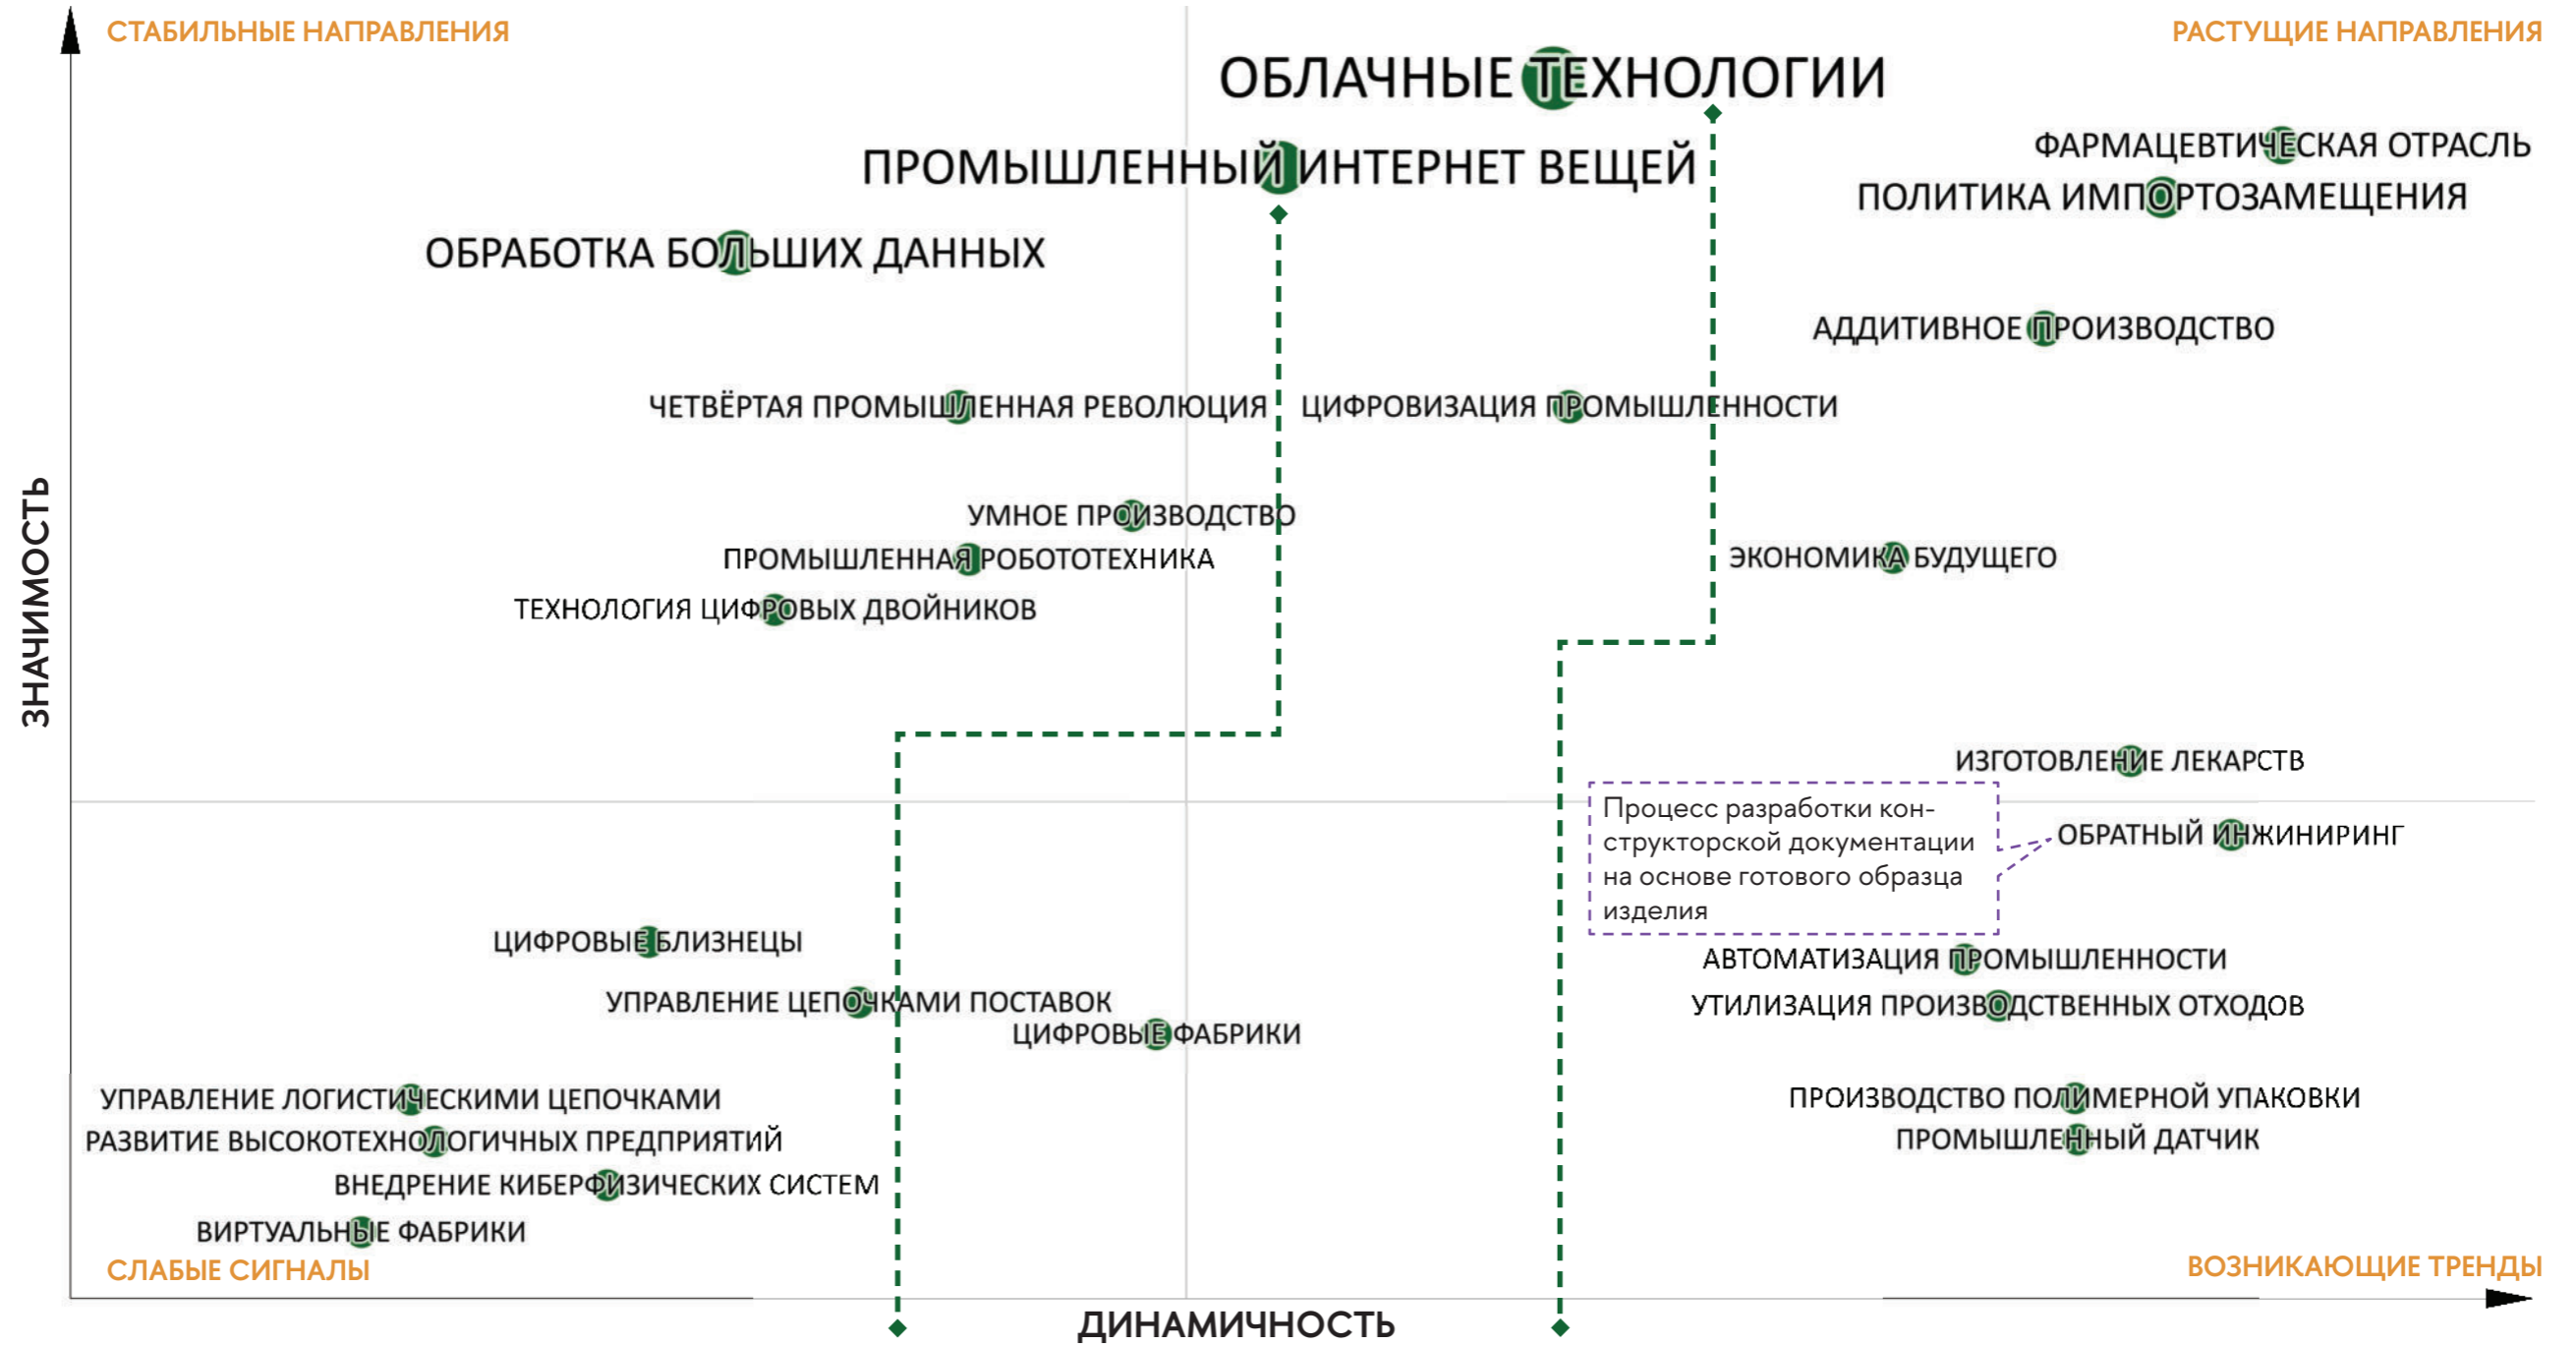 СТАБИЛЬНЫЕ НАПРАВЛЕНИЯ
РАСТУЩИЕ НАПРАВЛЕНИЯ
ОБЛАЧНЫЕ ТЕХНОЛОГИИ
ФАРМАЦЕВТИЧЕСКАЯ ОТРАСЛЬ
ПРОМЫШЛЕННЫЙ ИНТЕРНЕТ ВЕЩЕЙ
ПОЛИТИКА ИМПОРТОЗАМЕЩЕНИЯ
ОБРАБОТКА БОЛЬШИХ ДАННЫХ
АДДИТИВНОЕ ПРОИЗВОДСТВО
ЧЕТВЁРТАЯ ПРОМЫШЛЕННАЯ РЕВОЛЮЦИЯ
ЦИФРОВИЗАЦИЯ ПРОМЫШЛЕННОСТИ
УМНОЕ ПРОИЗВОДСТВО
ПРОМЫШЛЕННАЯ РОБОТОТЕХНИКА
ЭКОНОМИКА БУДУЩЕГО
ТЕХНОЛОГИЯ ЦИФРОВЫХ ДВОЙНИКОВ
ЗНАЧИМОСТЬ
ИЗГОТОВЛЕНИЕ ЛЕКАРСТВ
Процесс разработки кон-
структорской документации
на основе готового образца
изделия
ОБРАТНЫЙ ИНЖИНИРИНГ
ЦИФРОВЫЕ БЛИЗНЕЦЫ
АВТОМАТИЗАЦИЯ ПРОМЫШЛЕННОСТИ
УПРАВЛЕНИЕ ЦЕПОЧКАМИ ПОСТАВОК
УТИЛИЗАЦИЯ ПРОИЗВОДСТВЕННЫХ ОТХОДОВ
ЦИФРОВЫЕ ФАБРИКИ
УПРАВЛЕНИЕ ЛОГИСТИЧЕСКИМИ ЦЕПОЧКАМИ
ПРОИЗВОДСТВО ПОЛИМЕРНОЙ УПАКОВКИ
РАЗВИТИЕ ВЫСОКОТЕХНОЛОГИЧНЫХ ПРЕДПРИЯТИЙ
ПРОМЫШЛЕННЫЙ ДАТЧИК
ВНЕДРЕНИЕ КИБЕРФИЗИЧЕСКИХ СИСТЕМ
ВИРТУАЛЬНЫЕ ФАБРИКИ
СЛАБЫЕ СИГНАЛЫ
ВОЗНИКАЮЩИЕ ТРЕНДЫ
ДИНАМИЧНОСТЬ